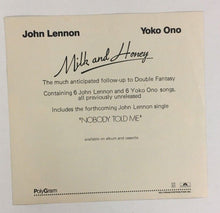 John Lennon Yoko Ono
Milk and Honey
The much anticipated follow-up to Double Fantasy
Containing 6 John Lennon and 6 Yoko Ono songs,
all previously unreleased
Includes the forthcoming John Lennon single
"NOBODY TOLD ME"
available on album and cassette
PolyGram